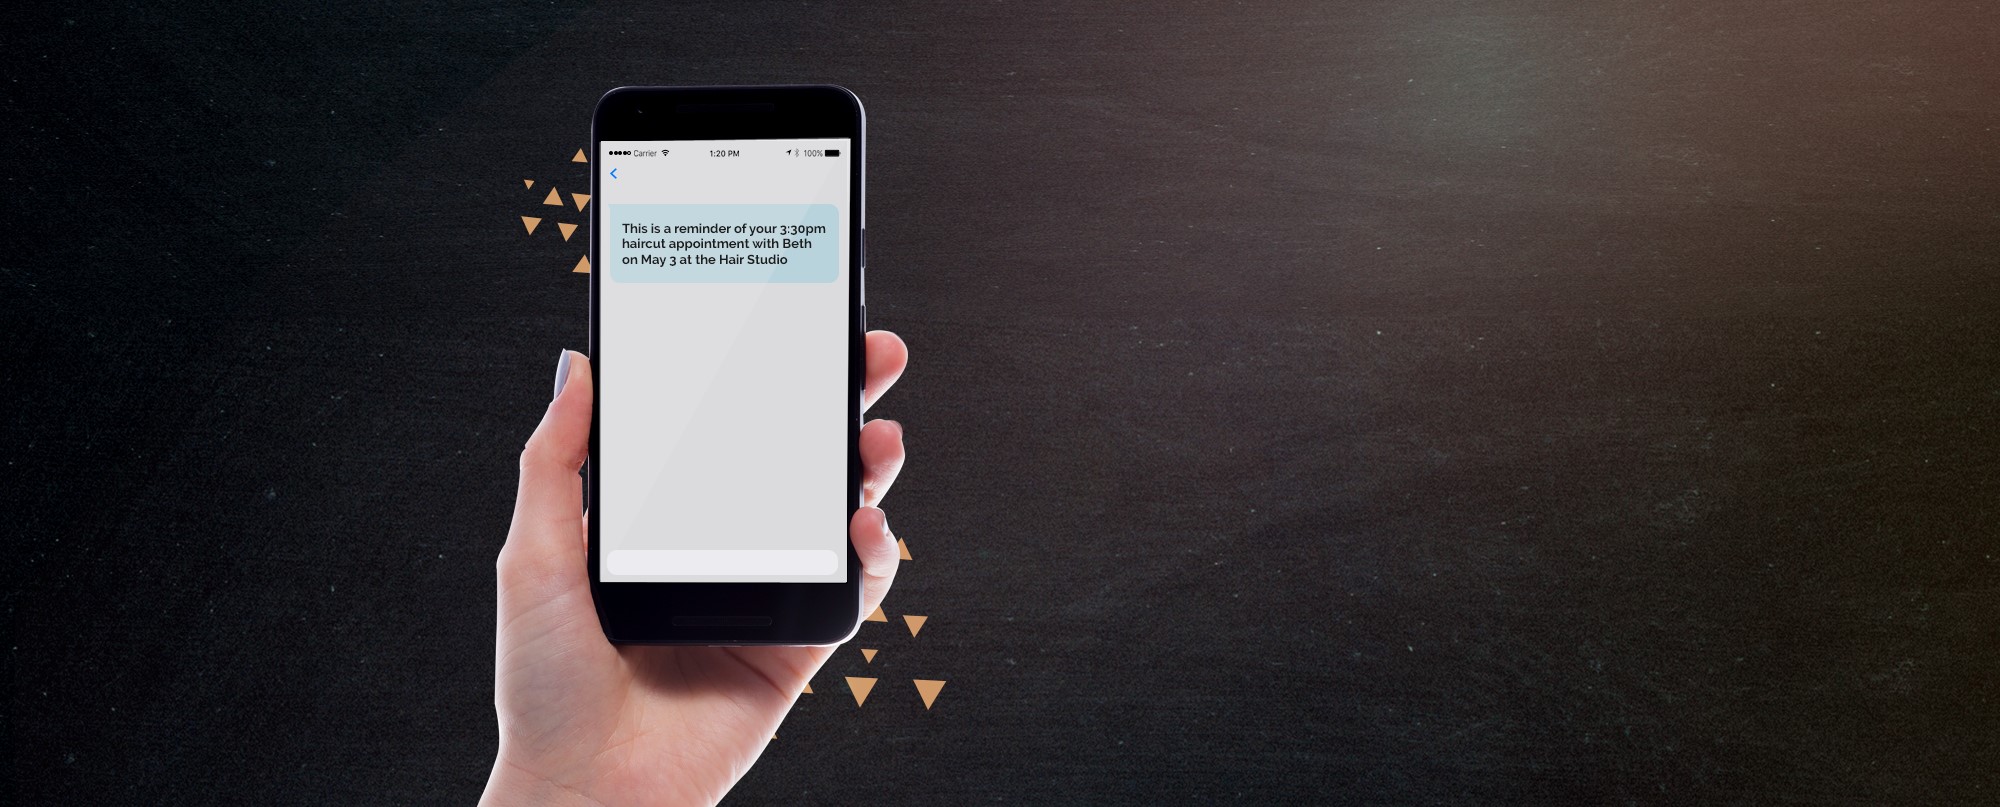 Carrier 1:20 PM 100%
This is a reminder of your 3:30pm
haircut appointment with Beth
on May 3 at the Hair Studio